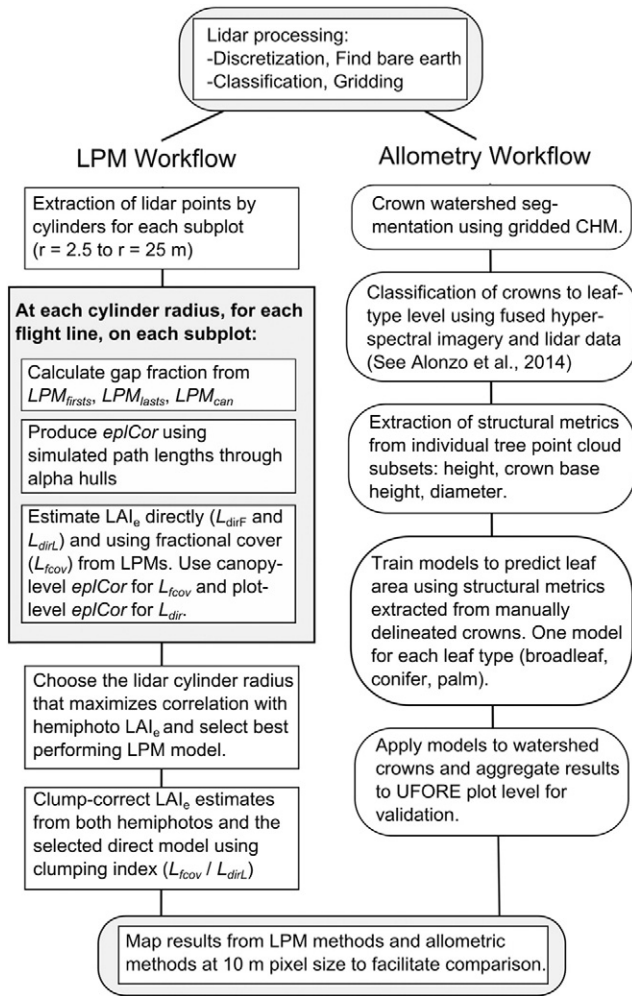 Lidar processing:
-Discretization, Find bare earth
-Classification, Gridding
LPM Workflow
Extraction of lidar points by
cylinders for each subplot
(r = 2.5 to r = 25 m)
At each cylinder radius, for each
flight line, on each subplot:
Calculate gap fraction from
LPMfirsts, LPMlasts, LPMcan
Produce eplCor using
simulated path lengths through
alpha hulls
Estimate LAIe directly (LdirF and
LdirL) and using fractional cover
(Lfcov) from LPMs. Use canopy-
level eplCor for Lfcov and plot-
level eplCor for Ldir.
Choose the lidar cylinder radius
that maximizes correlation with
hemiphoto LAIe and select best
performing LPM model.
Clump-correct LAIe estimates
from both hemiphotos and the
selected direct model using
clumping index (Lfcov / LdirL)
Allometry Workflow
Crown watershed seg-
mentation using gridded CHM.
Classification of crowns to leaf-
type level using fused hyper-
spectral imagery and lidar data
(See Alonzo et al., 2014)
Extraction of structural metrics
from individual tree point cloud
subsets: height, crown base
height, diameter.
Train models to predict leaf
area using structural metrics
extracted from manually
delineated crowns. One model
for each leaf type (broadleaf,
conifer, palm).
Apply models to watershed
crowns and aggregate results
to UFORE plot level for
validation.
Map results from LPM methods and allometric
methods at 10 m pixel size to facilitate comparison.